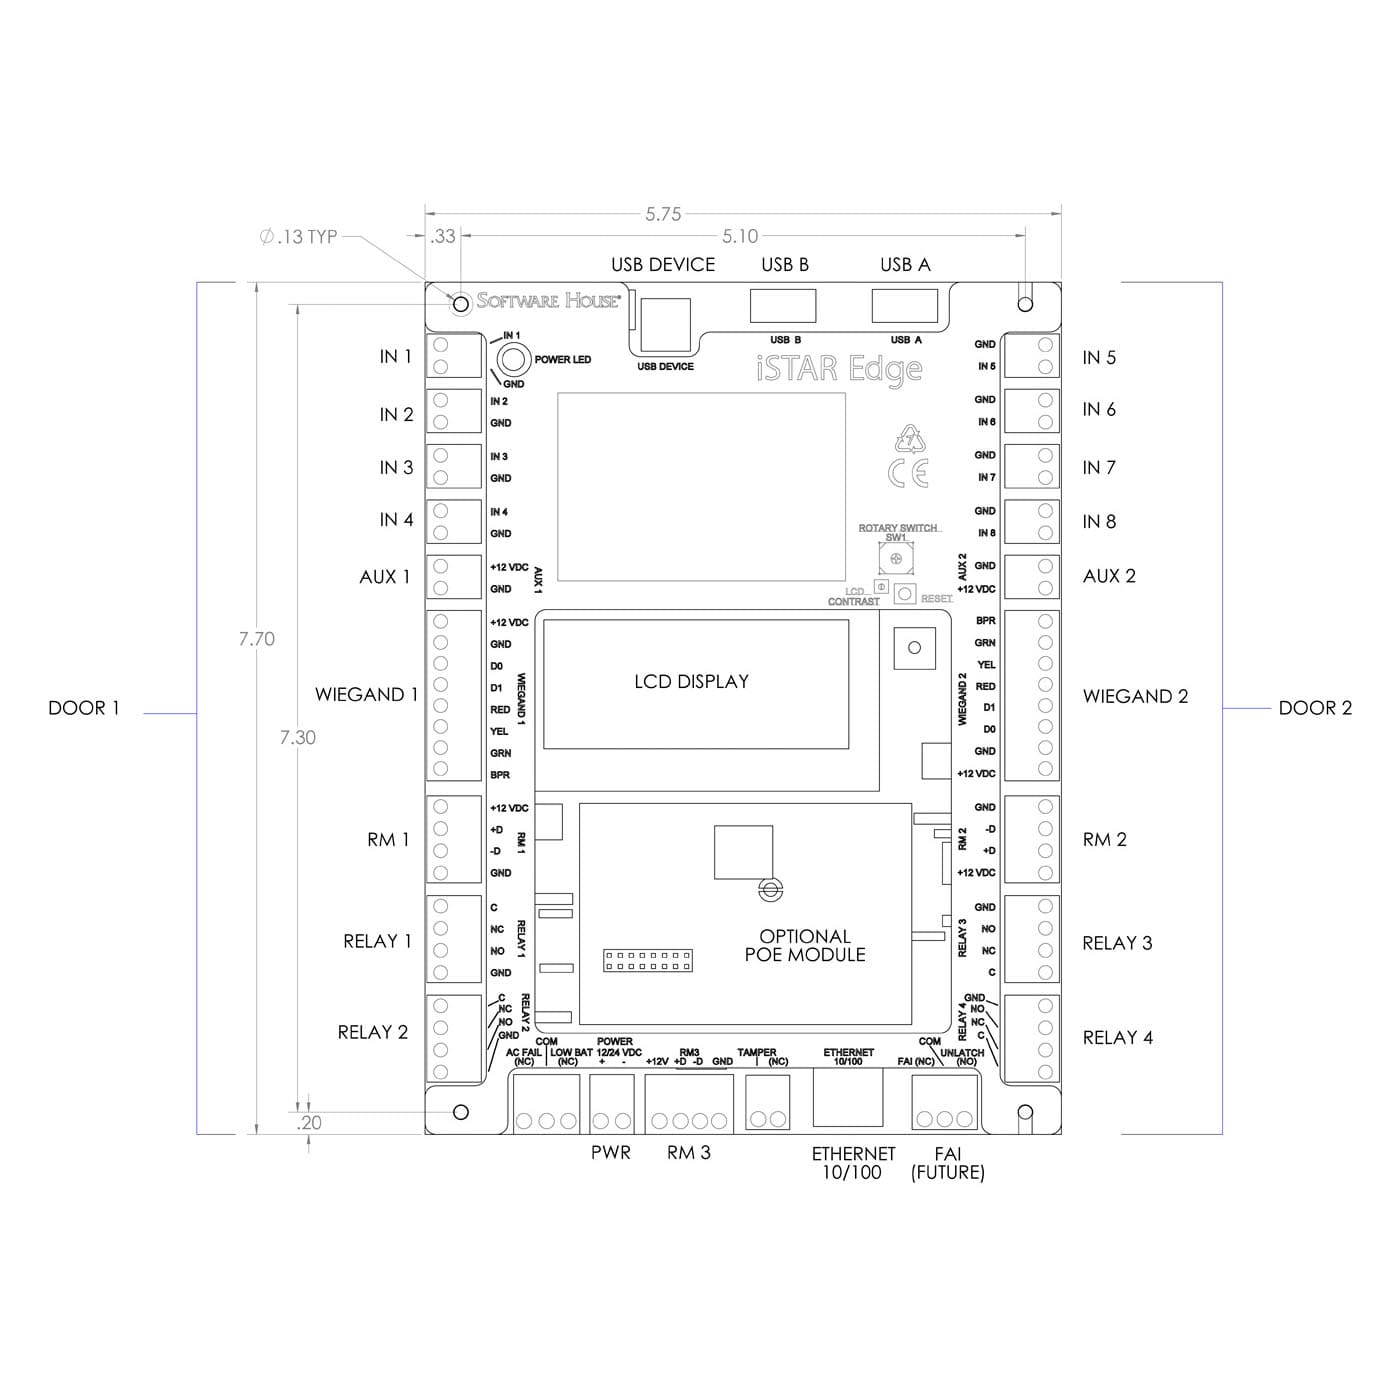 5.75
Ø.13 TYP
.33
5.10
USB DEVICE
USB B
USB A
SOFTWARE HOUSE®
IN 1
POWER LED
GND
USB DEVICE
USB B
USB A
iSTAR Edge
IN 1
IN 2
IN 2
GND
IN 3
IN 3
GND
IN 4
IN 4
GND
AUX 1
+12 VDC
GND
AUX 1
7.70
7.30
DOOR 1
WIEGAND 1
+12 VDC
GND
D0
D1
RED
YEL
GRN
BPR
WIEGAND 1
RM 1
+12 VDC
+D
-D
GND
RM 1
RELAY 1
C
NC
NO
GND
RELAY 1
RELAY 2
C
NC
NO
GND
RELAY 2
.20
7
CE
ROTARY SWITCH
SW1
LCD
CONTRAST
RESET
LCD DISPLAY
OPTIONAL
POE MODULE
GND
IN 5
IN 5
GND
IN 6
IN 6
GND
IN 7
IN 7
GND
IN 8
IN 8
AUX 2
GND
+12 VDC
AUX 2
BPR
GRN
YEL
RED
D1
D0
GND
+12 VDC
WIEGAND 2
WIEGAND 2
DOOR 2
GND
-D
+D
+12 VDC
RM 2
RM 2
GND
NO
NC
C
RELAY 3
RELAY 3
GND
NO
NC
C
RELAY 4
RELAY 4
COM
AC FAIL
(NC)
LOW BAT
(NC)
POWER
12/24 VDC
+ -
RM3
+12V +D -D GND
TAMPER
(NC)
ETHERNET
10/100
COM
FAI (NC)
UNLATCH
(NO)
PWR
RM 3
ETHERNET
10/100
FAI
(FUTURE)